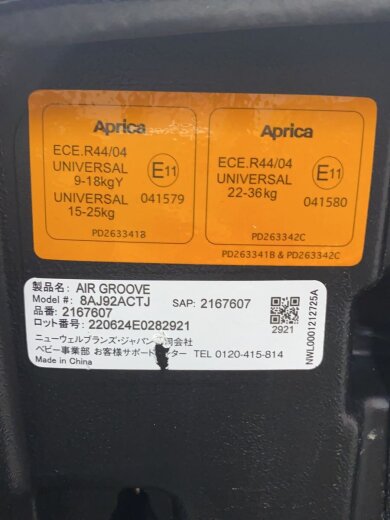 Aprica
ECE.R44/04
UNIVERSAL
9-18kgY
UNIVERSAL
15-25kg
E11
041579
PD263341B
Aprica
ECE.R44/04
UNIVERSAL
22-36kg
E11
041580
PD263342C
PD263341B & PD263342C
製品名: AIR GROOVE
Model #: 8AJ92ACTJ SAP: 2167607
品番: 2167607
ロット番号: 220624E0282921
2921
ニューウェルブランズ・ジャパン 会社
ベビー事業部 お客様サポート ター TEL 0120-415-814
Made in China
NWL0001212725A